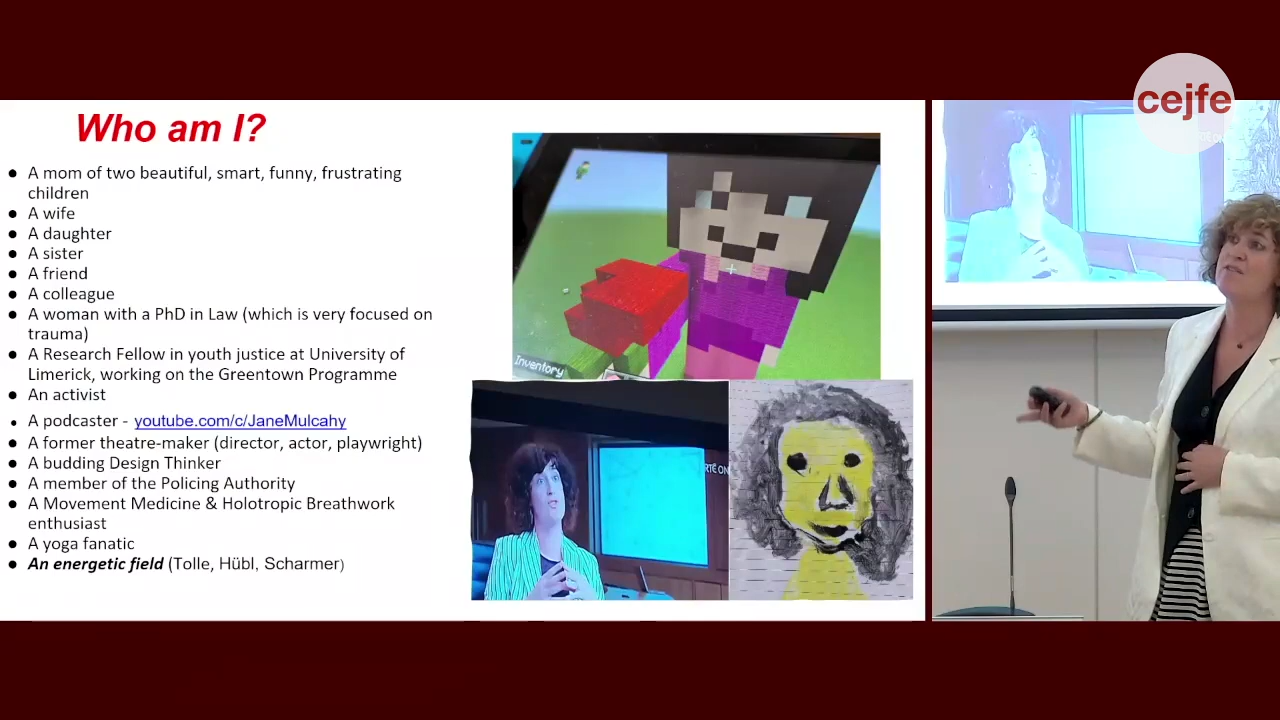 Who am I?
● A mom of two beautiful, smart, funny, frustrating
children
● A wife
● A daughter
● A sister
● A friend
● A colleague
● A woman with a PhD in Law (which is very focused on
trauma)
● A Research Fellow in youth justice at University of
Limerick, working on the Greentown Programme
● An activist
● A podcaster - youtube.com/c/JaneMulcahy
● A former theatre-maker (director, actor, playwright)
● A budding Design Thinker
● A member of the Policing Authority
● A Movement Medicine & Holotropic Breathwork
enthusiast
● A yoga fanatic
● An energetic field (Tolle, Hübl, Scharmer)
Inventory
RTÉ ON
cejfe